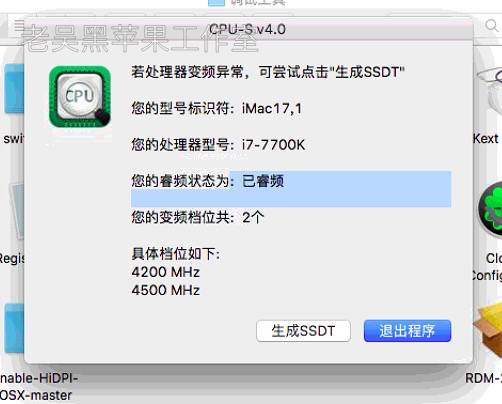 调试工具
CPU-S.v4.0
老吴黑苹果工作室
若处理器变频异常，可尝试点击"生成SSDT"
CPU
您的型号标识符: iMac17,1
您的处理器型号: i7-7700K
swi
Kext
您的睿频状态为: 已睿频
您的变频档位共: 2个
具体档位如下:
Regis
Clo
4200 MHz
Config
4500 MHz
生成SSDT
退出程序
nable-HiDPI-
OSX-master
RDM-2